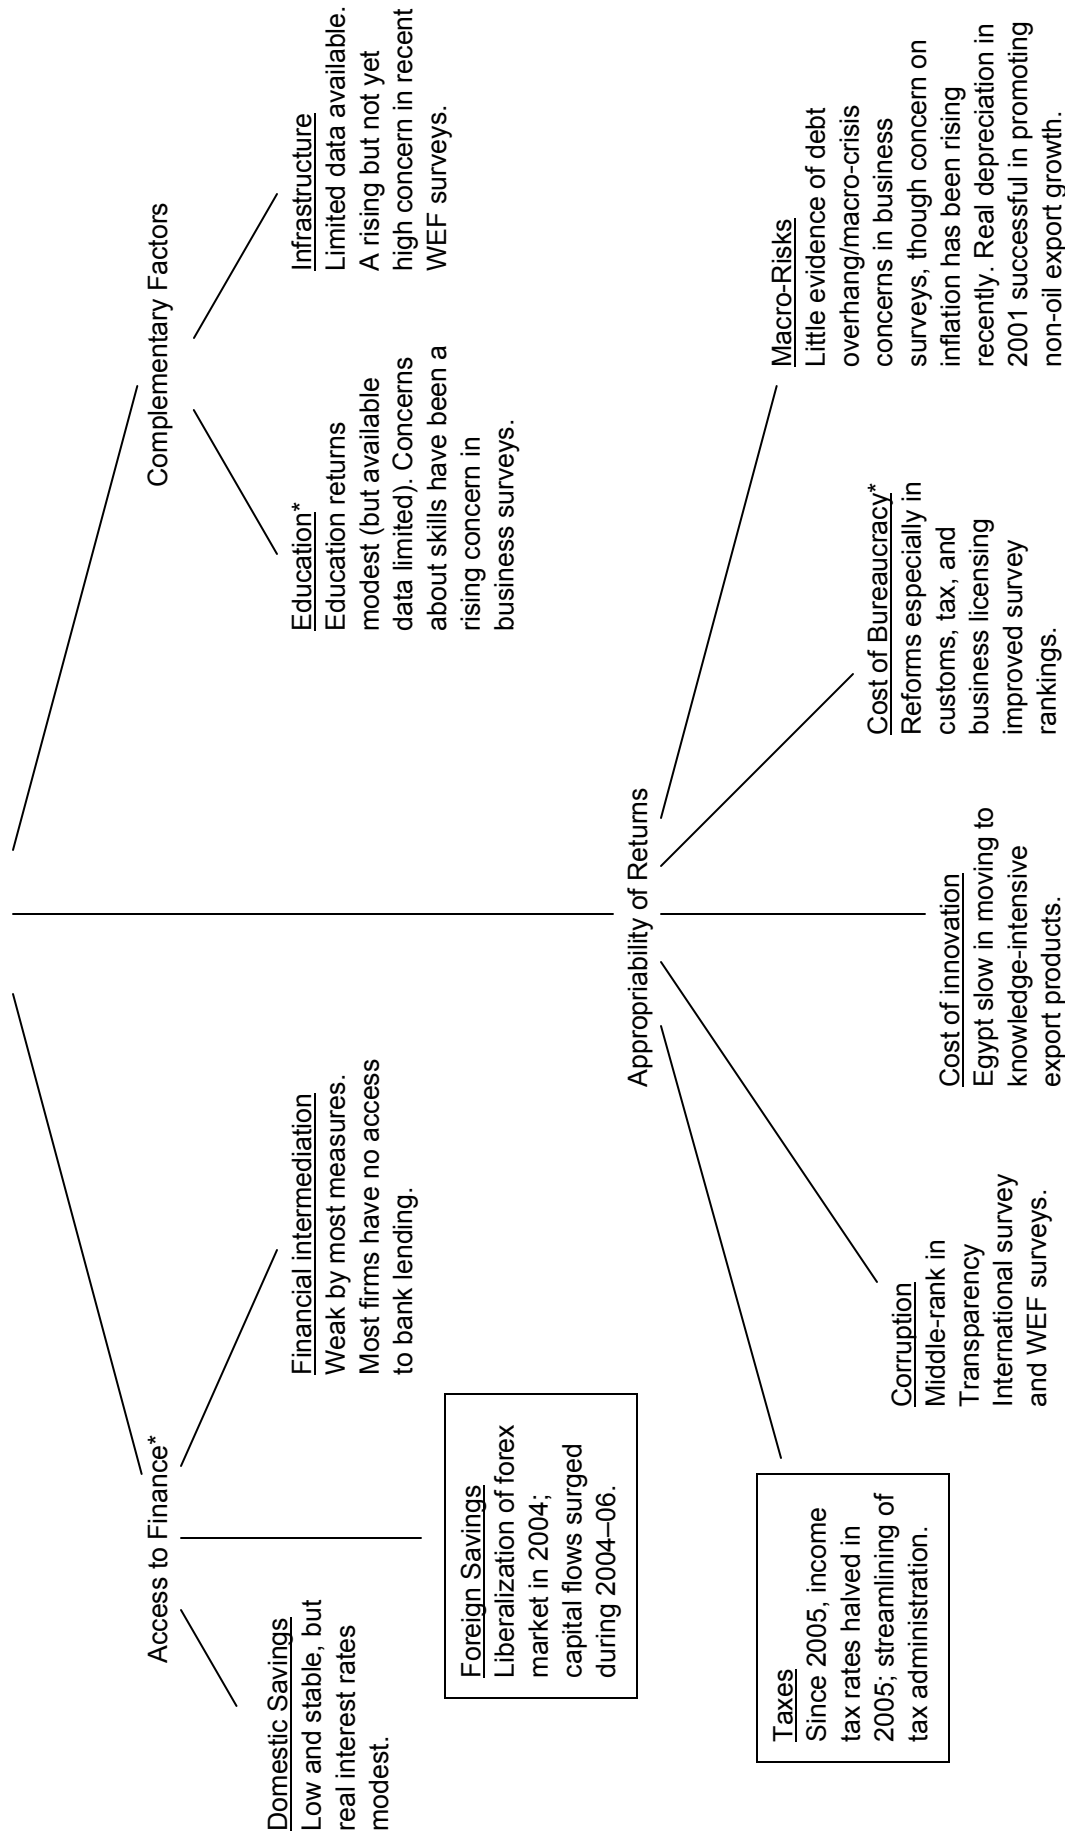 Access to Finance*
Domestic Savings
Low and stable, but
real interest rates
modest.
Foreign Savings
Liberalization of forex
market in 2004;
capital flows surged
during 2004–06.
Financial intermediation
Weak by most measures.
Most firms have no access
to bank lending.
Complementary Factors
Education*
Education returns
modest (but available
data limited). Concerns
about skills have been a
rising concern in
business surveys.
Infrastructure
Limited data available.
A rising but not yet
high concern in recent
WEF surveys.
Appropriability of Returns
Taxes
Since 2005, income
tax rates halved in
2005; streamlining of
tax administration.
Corruption
Middle-rank in
Transparency
International survey
and WEF surveys.
Cost of innovation
Egypt slow in moving to
knowledge-intensive
export products.
Cost of Bureaucracy*
Reforms especially in
customs, tax, and
business licensing
improved survey
rankings.
Macro-Risks
Little evidence of debt
overhang/macro-crisis
concerns in business
surveys, though concern on
inflation has been rising
recently. Real depreciation in
2001 successful in promoting
non-oil export growth.